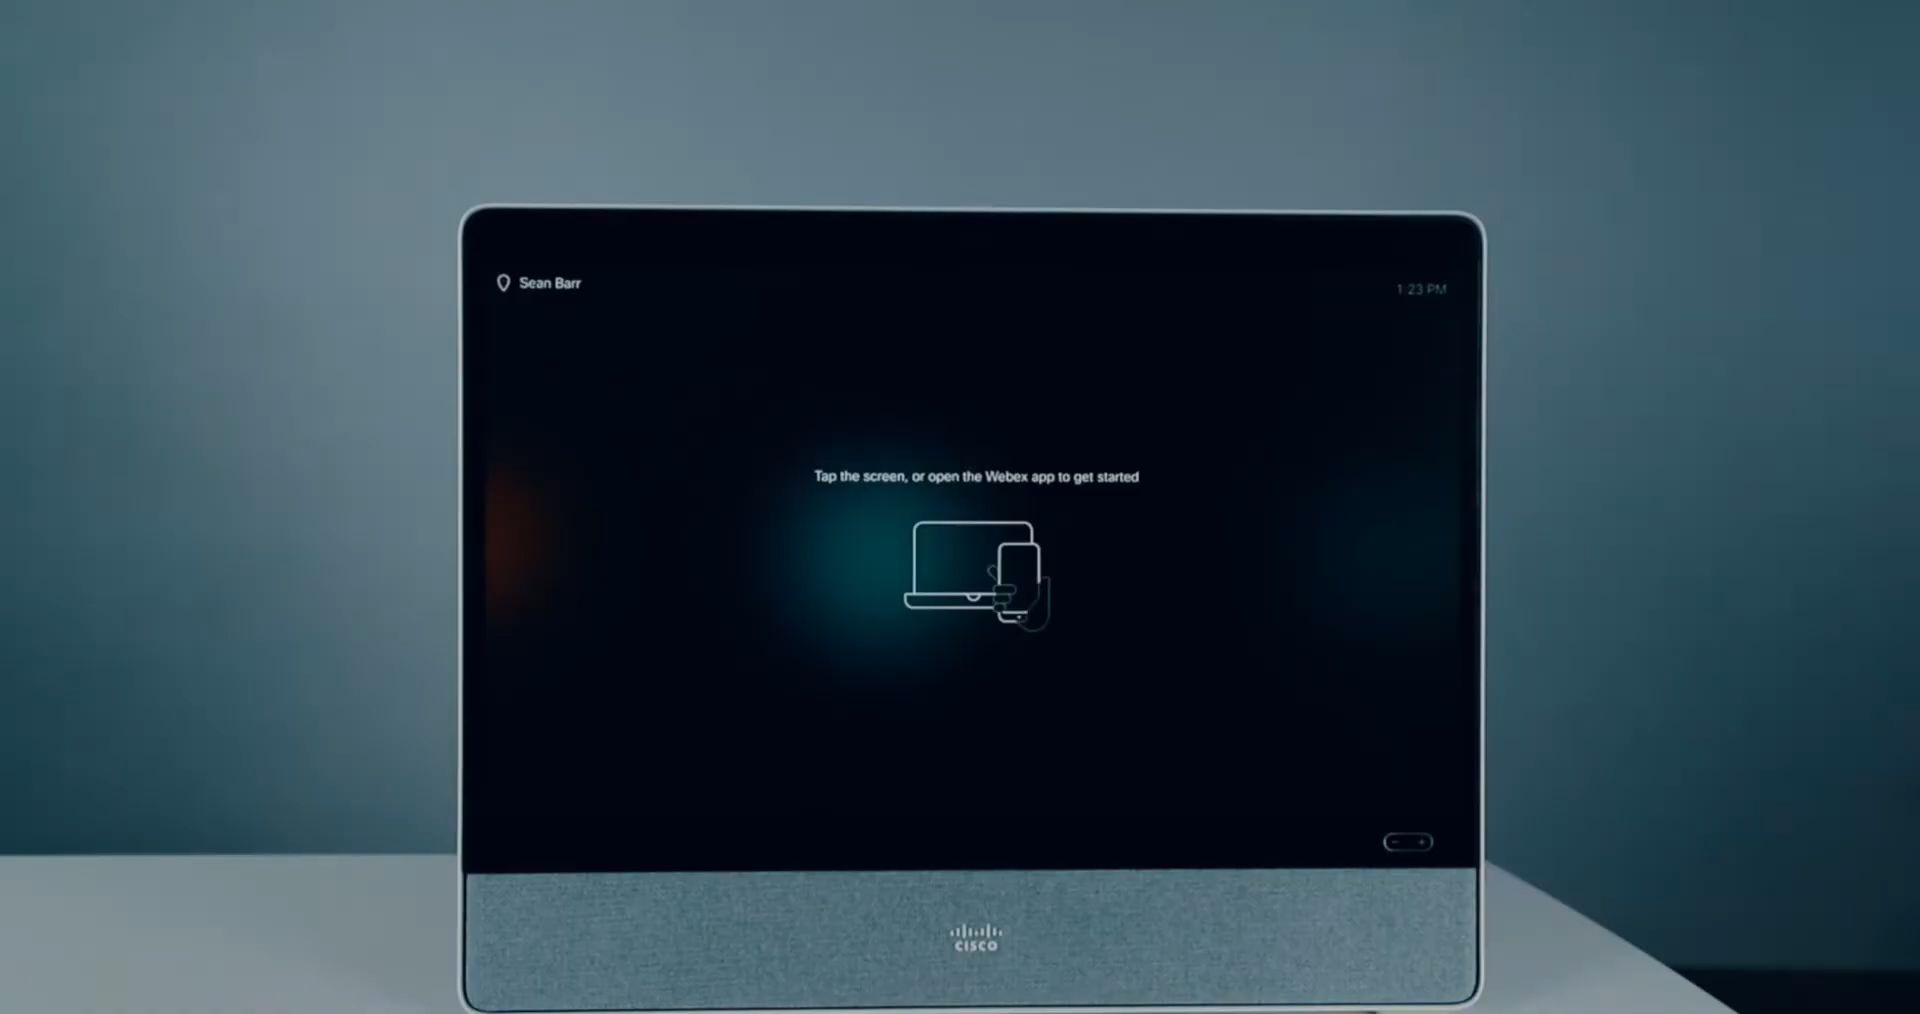 Sean Barr
1:23 PM
Tap the screen, or open the Webex app to get started
CISCO